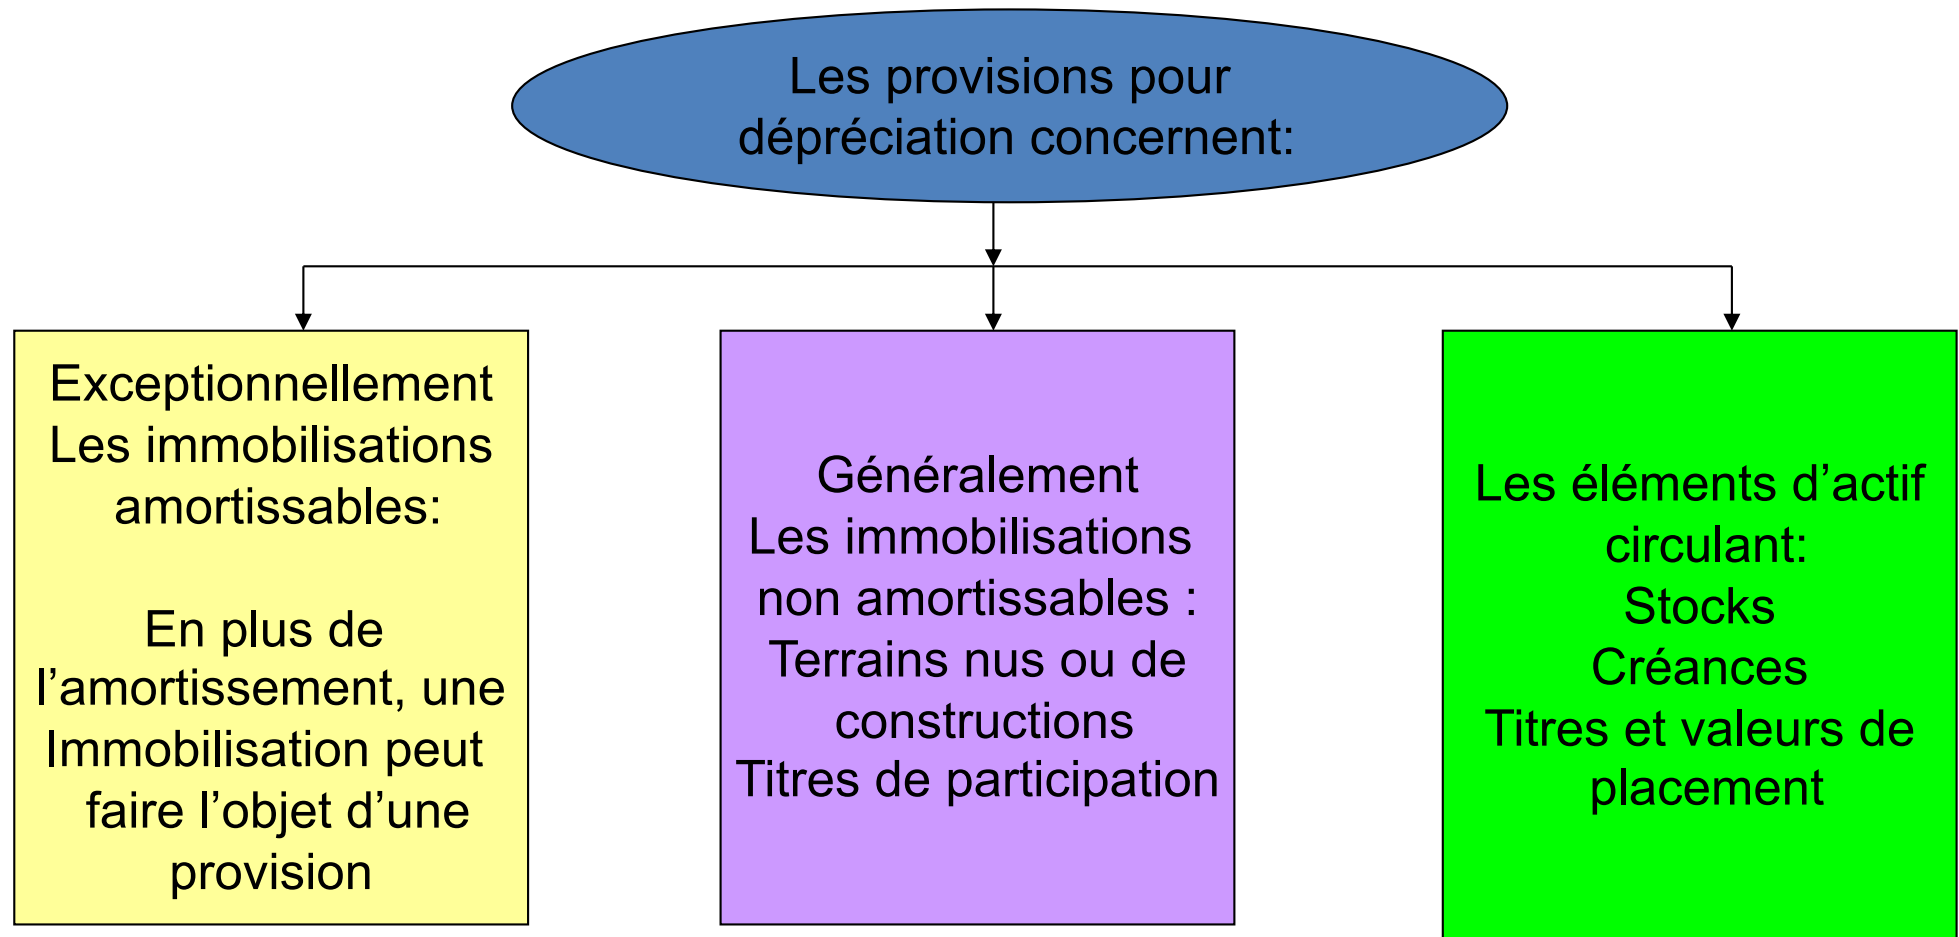 Les provisions pour
dépréciation concernent:
Exceptionnellement
Les immobilisations
amortissables:
En plus de
l’amortissement, une
Immobilisation peut
faire l’objet d’une
provision
Généralement
Les immobilisations
non amortissables :
Terrains nus ou de
constructions
Titres de participation
Les éléments d’actif
circulant:
Stocks
Créances
Titres et valeurs de
placement